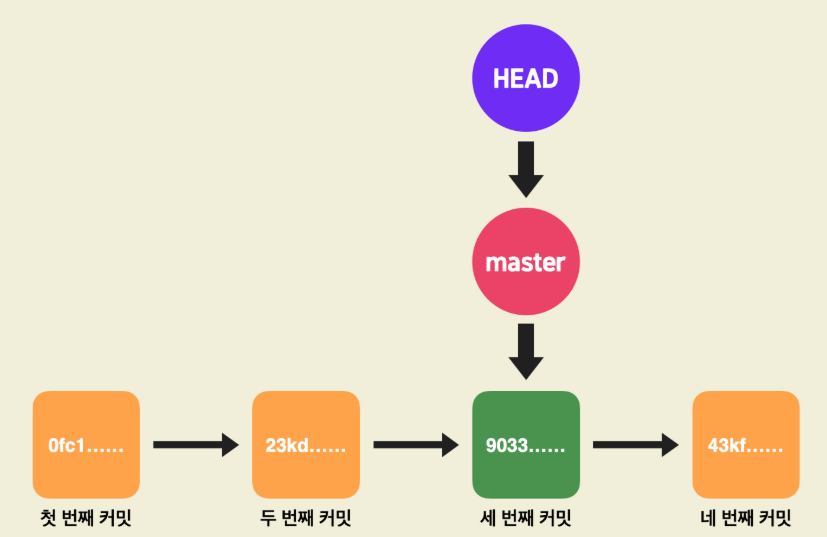 HEAD
master
0fc1......
23kd......
9033......
43kf......
첫 번째 커밋
두 번째 커밋
세 번째 커밋
네 번째 커밋